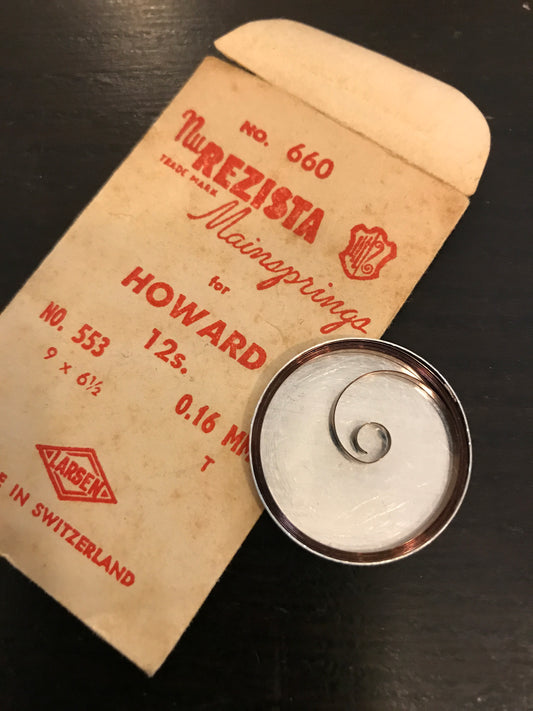 NO. 660
Nu REZISTA
TRADE MARK
Mainsprings
for
HOWARD
NO. 553 12s.
9 x 6½ 0.16 MM
T
LARSEN
E IN SWITZERLAND